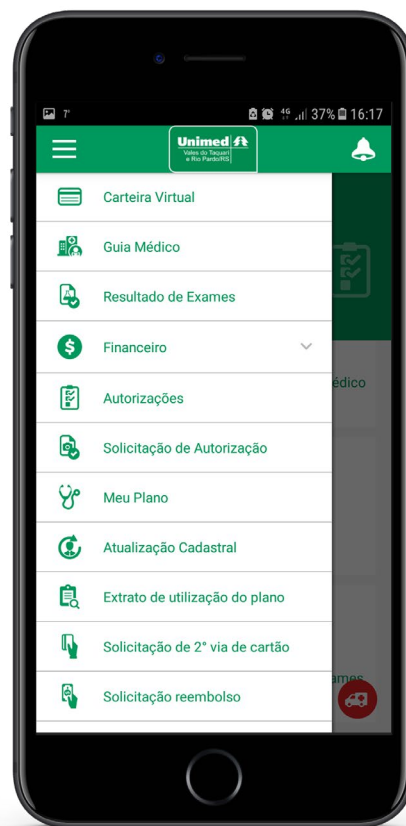 7°
4G 37% 16:17
Unimed
Vales do Taquari
e Rio Pardo/RS
Carteira Virtual
Guia Médico
Resultado de Exames
$ Financeiro
édico
Autorizações
Solicitação de Autorização
Meu Plano
Atualização Cadastral
Extrato de utilização do plano
Solicitação de 2° via de cartão
ames
Solicitação reembolso